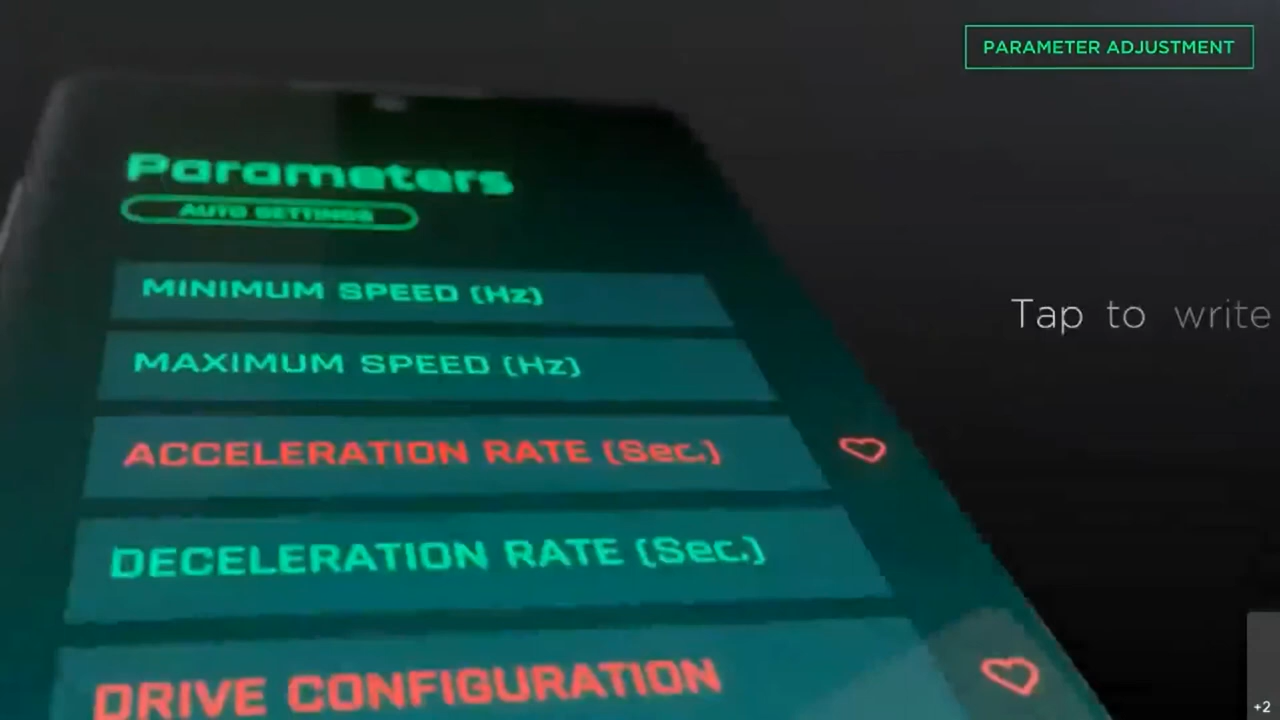 PARAMETER ADJUSTMENT
Parameters
AUTO SETTINGS
MINIMUM SPEED (Hz)
MAXIMUM SPEED (Hz)
Tap to write
ACCELERATION RATE (Sec.)
DECELERATION RATE (Sec.)
DRIVE CONFIGURATION
+2